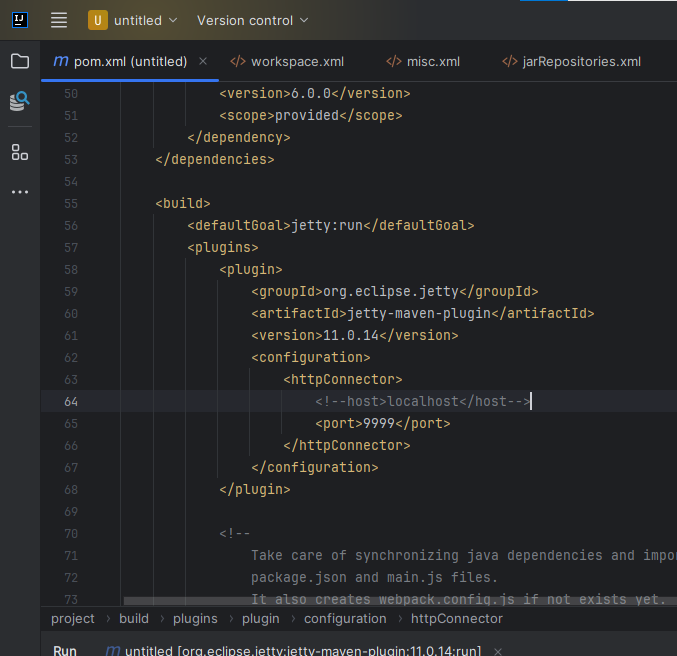 IJ
U untitled Version control
m pom.xml (untitled) </> workspace.xml </> misc.xml </> jarRepositories.xml
50 <version>6.0.0</version>
51 <scope>provided</scope>
52 </dependency>
53 </dependencies>
54
55 <build>
56 <defaultGoal>jetty:run</defaultGoal>
57 <plugins>
58 <plugin>
59 <groupId>org.eclipse.jetty</groupId>
60 <artifactId>jetty-maven-plugin</artifactId>
61 <version>11.0.14</version>
62 <configuration>
63 <httpConnector>
64 <!--host>localhost</host-->
65 <port>9999</port>
66 </httpConnector>
67 </configuration>
68 </plugin>
69
70 <!--
71 Take care of synchronizing java dependencies and impo
72 package.json and main.js files.
73 It also creates webpack.config.js if not exists yet.
project > build > plugins > plugin > configuration > httpConnector
Run m untitled [org.eclipse.jetty:jetty-maven-plugin:11.0.14:run] ×